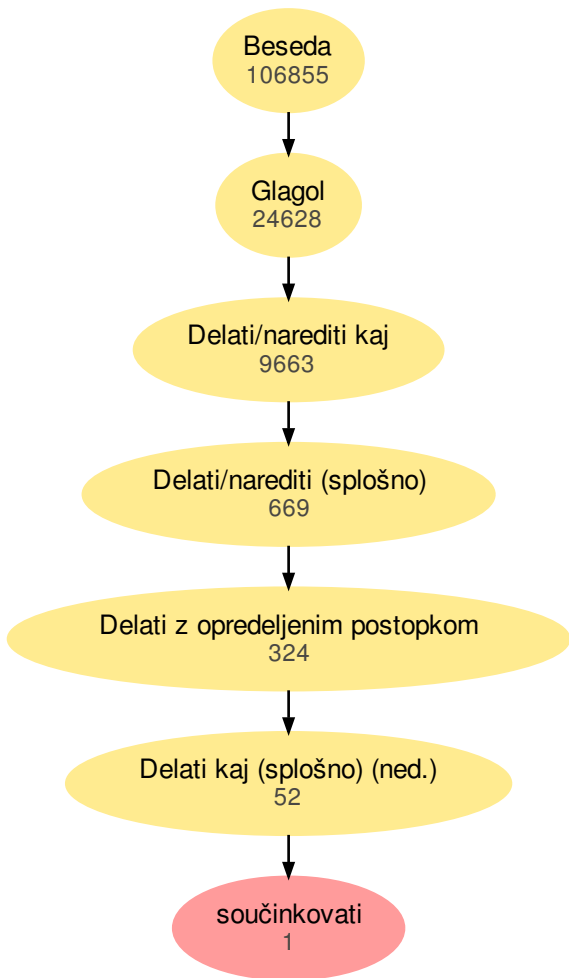 Beseda
106855
Glagol
24628
Delati/narediti kaj
9663
Delati/narediti (splošno)
669
Delati z opredeljenim postopkom
324
Delati kaj (splošno) (ned.)
52
součinkovati
1